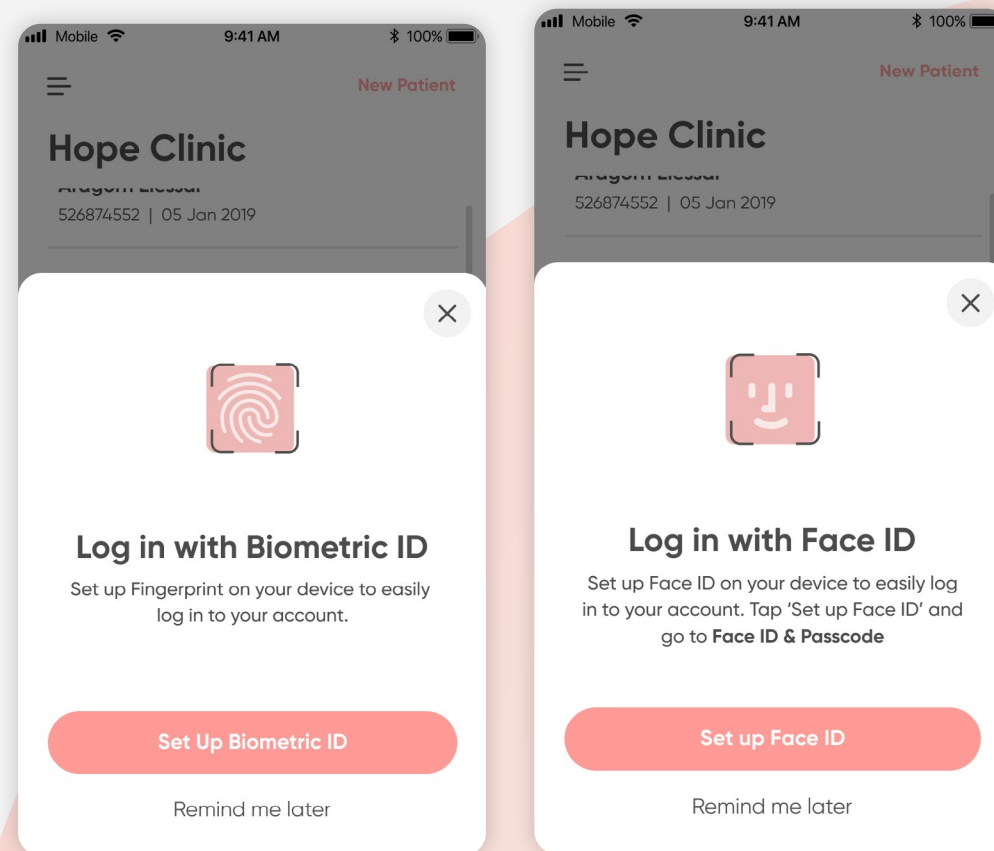 Mobile 9:41 AM 100%
New Patient
Hope Clinic
Aragorn Elessar
526874552 | 05 Jan 2019
Log in with Biometric ID
Set up Fingerprint on your device to easily
log in to your account.
Set Up Biometric ID
Remind me later
Mobile 9:41 AM 100%
New Patient
Hope Clinic
Aragorn Elessar
526874552 | 05 Jan 2019
Log in with Face ID
Set up Face ID on your device to easily log
in to your account. Tap ‘Set up Face ID’ and
go to Face ID & Passcode
Set up Face ID
Remind me later